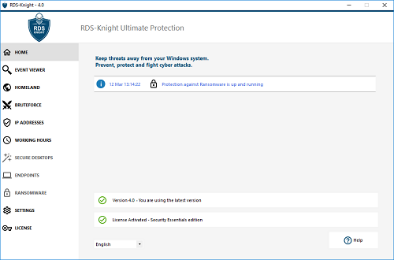 RDS-Knight - 4.0
RDS
KNIGHT
RDS-Knight Ultimate Protection
HOME
EVENT VIEWER
HOMELAND
BRUTEFORCE
IP ADDRESSES
WORKING HOURS
SECURE DESKTOPS
ENDPOINTS
RANSOMWARE
SETTINGS
LICENSE
Keep threats away from your Windows system.
Prevent, protect and fight cyber attacks.
Protection against Ransomware is up and running
Version 4.0 - You are using the latest version
License Activated - Security Essentials edition
English
Help